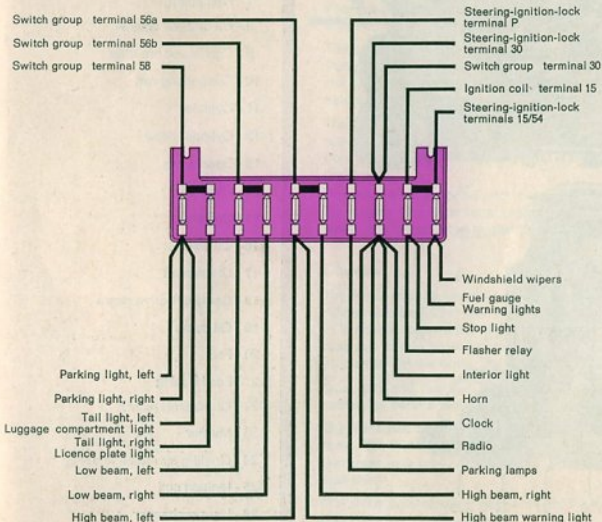 Switch group terminal 56a
Switch group terminal 56b
Switch group terminal 58
Steering-ignition-lock
terminal P
Steering-ignition-lock
terminal 30
Switch group terminal 30
Ignition coil terminal 15
Steering-ignition-lock
terminals 15/54
Parking light, left
Parking light, right
Tail light, left
Luggage compartment light
Tail light, right
Licence plate light
Low beam, left
Low beam, right
High beam, left
Windshield wipers
Fuel gauge
Warning lights
Stop light
Flasher relay
Interior light
Horn
Clock
Radio
Parking lamps
High beam, right
High beam warning light